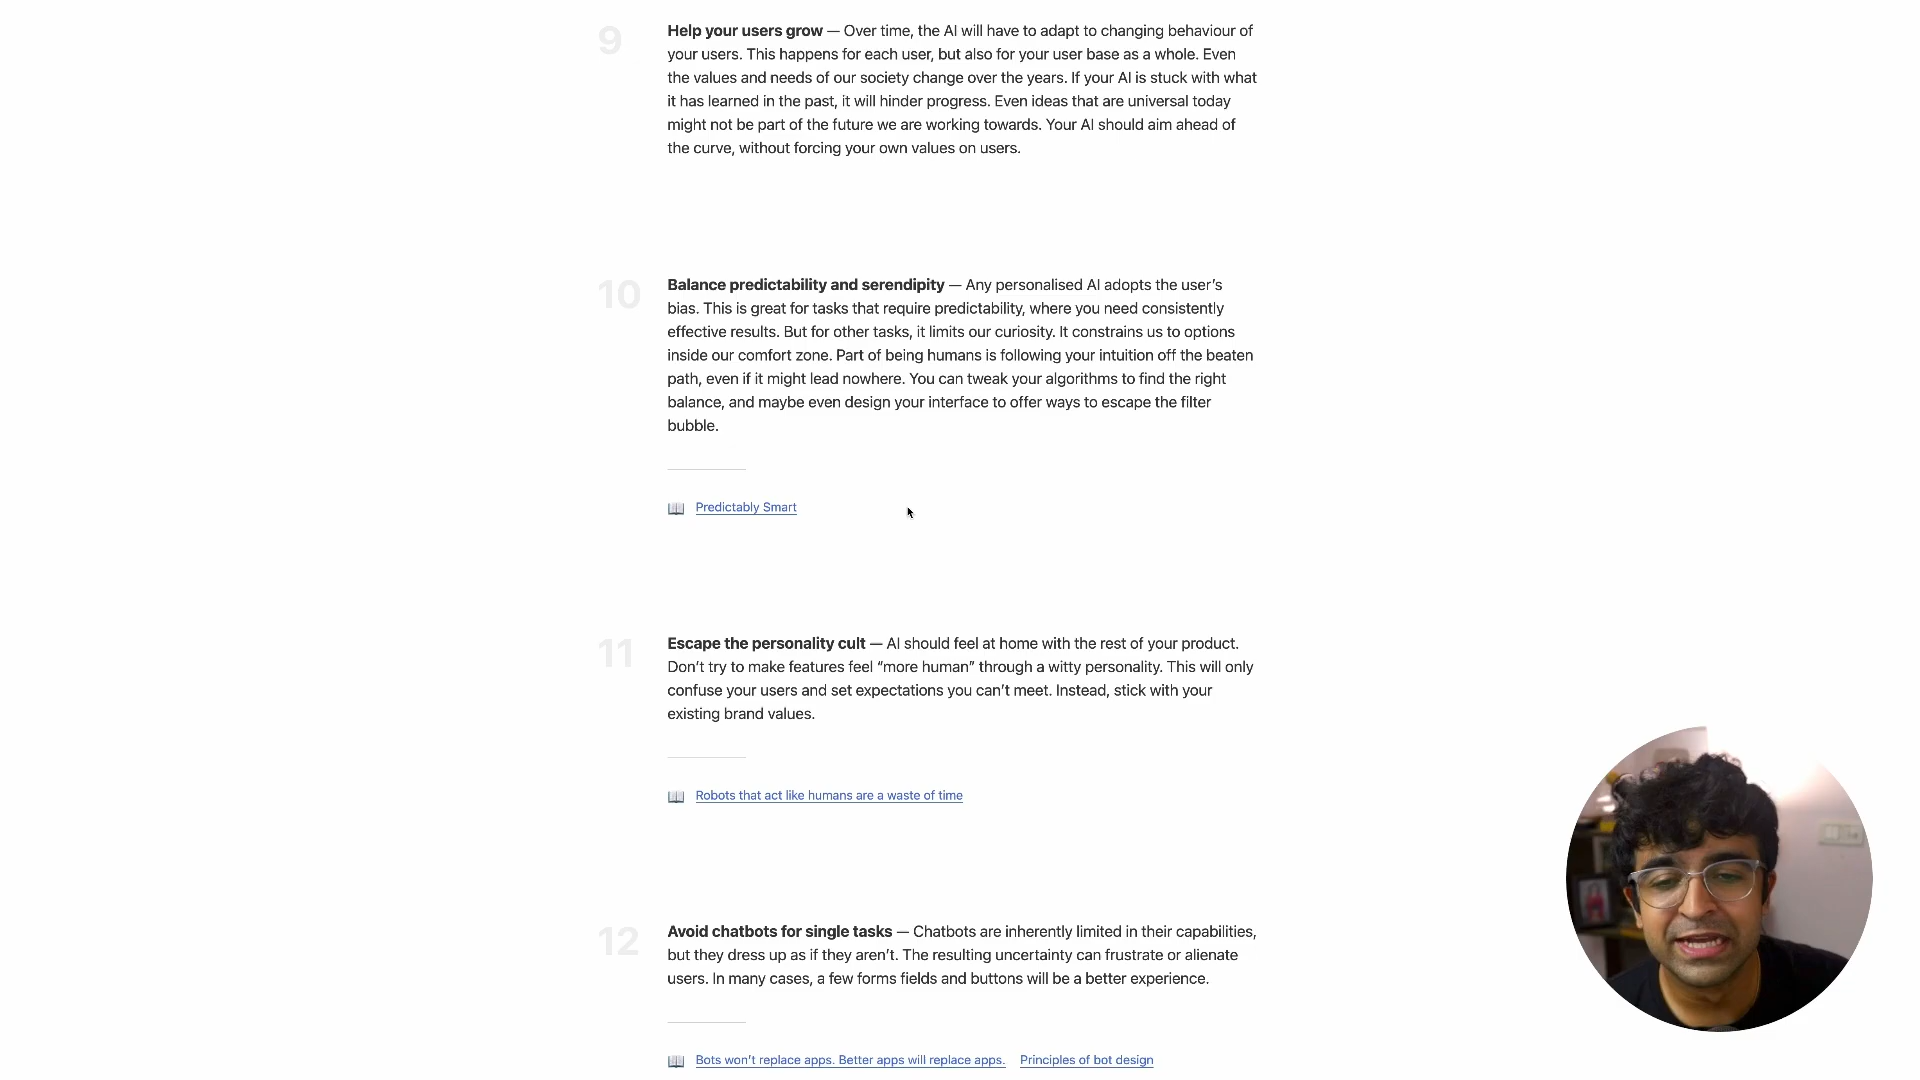 9
Help your users grow — Over time, the AI will have to adapt to changing behaviour of
your users. This happens for each user, but also for your user base as a whole. Even
the values and needs of our society change over the years. If your AI is stuck with what
it has learned in the past, it will hinder progress. Even ideas that are universal today
might not be part of the future we are working towards. Your AI should aim ahead of
the curve, without forcing your own values on users.
10
Balance predictability and serendipity — Any personalised AI adopts the user’s
bias. This is great for tasks that require predictability, where you need consistently
effective results. But for other tasks, it limits our curiosity. It constrains us to options
inside our comfort zone. Part of being humans is following your intuition off the beaten
path, even if it might lead nowhere. You can tweak your algorithms to find the right
balance, and maybe even design your interface to offer ways to escape the filter
bubble.
Predictably Smart
11
Escape the personality cult — AI should feel at home with the rest of your product.
Don’t try to make features feel “more human” through a witty personality. This will only
confuse your users and set expectations you can’t meet. Instead, stick with your
existing brand values.
Robots that act like humans are a waste of time
12
Avoid chatbots for single tasks — Chatbots are inherently limited in their capabilities,
but they dress up as if they aren’t. The resulting uncertainty can frustrate or alienate
users. In many cases, a few forms fields and buttons will be a better experience.
Bots won’t replace apps. Better apps will replace apps. Principles of bot design